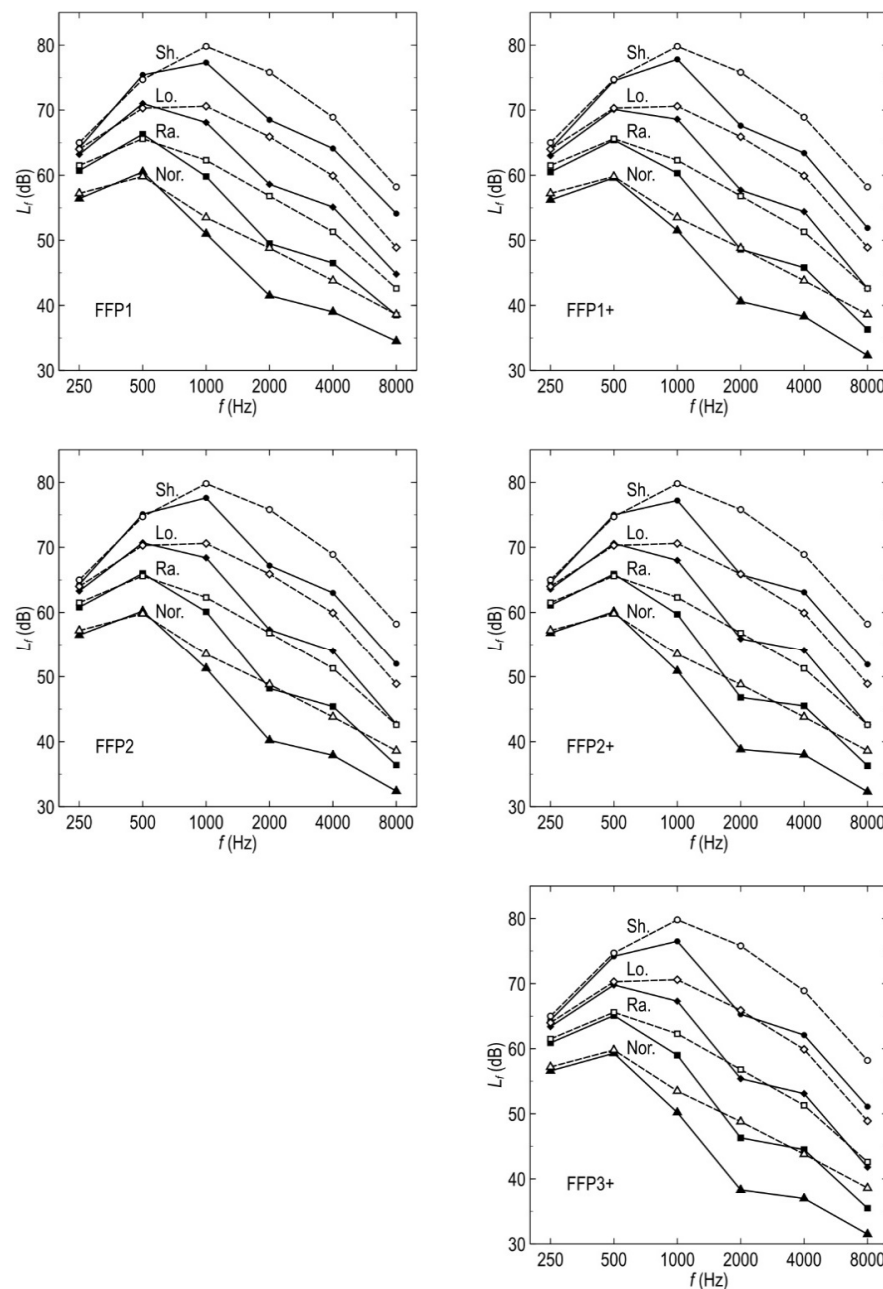 80
Sh.
70
Lo.
Ra.
60
Nor.
L_f (dB)
50
40
FFP1
30
250 500 1000 2000 4000 8000
f (Hz)
80
Sh.
70
Lo.
Ra.
60
Nor.
L_f (dB)
50
40
FFP1+
30
250 500 1000 2000 4000 8000
f (Hz)
80
Sh.
70
Lo.
Ra.
60
Nor.
L_f (dB)
50
40
FFP2
30
250 500 1000 2000 4000 8000
f (Hz)
80
Sh.
70
Lo.
Ra.
60
Nor.
L_f (dB)
50
40
FFP2+
30
250 500 1000 2000 4000 8000
f (Hz)
80
Sh.
70
Lo.
Ra.
60
Nor.
L_f (dB)
50
40
FFP3+
30
250 500 1000 2000 4000 8000
f (Hz)